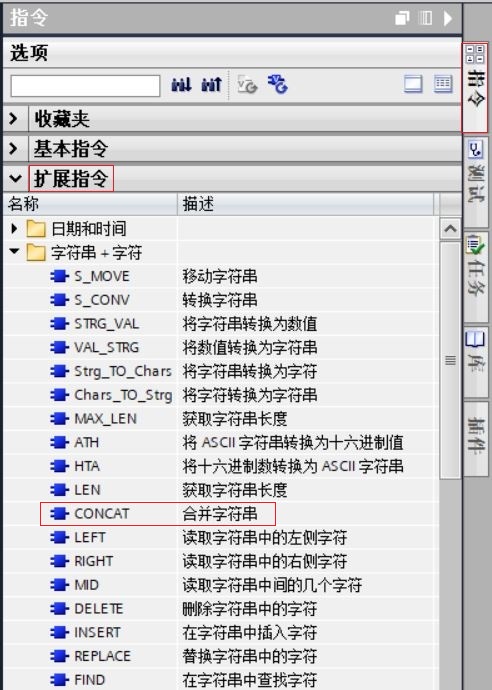 指令
选项
收藏夹
基本指令
扩展指令
名称 描述
日期和时间
字符串 + 字符
S_MOVE 移动字符串
S_CONV 转换字符串
STRG_VAL 将字符串转换为数值
VAL_STRG 将数值转换为字符串
Strg_TO_Chars 将字符串转换为字符
Chars_TO_Strg 将字符转换为字符串
MAX_LEN 获取字符串长度
ATH 将 ASCII 字符串转换为十六进制值
HTA 将十六进制数转换为 ASCII 字符串
LEN 获取字符串长度
CONCAT 合并字符串
LEFT 读取字符串中的左侧字符
RIGHT 读取字符串中的右侧字符
MID 读取字符串中间的几个字符
DELETE 删除字符串中的字符
INSERT 在字符串中插入字符
REPLACE 替换字符串中的字符
FIND 在字符串中查找字符
指令
测试
任务
库
插件